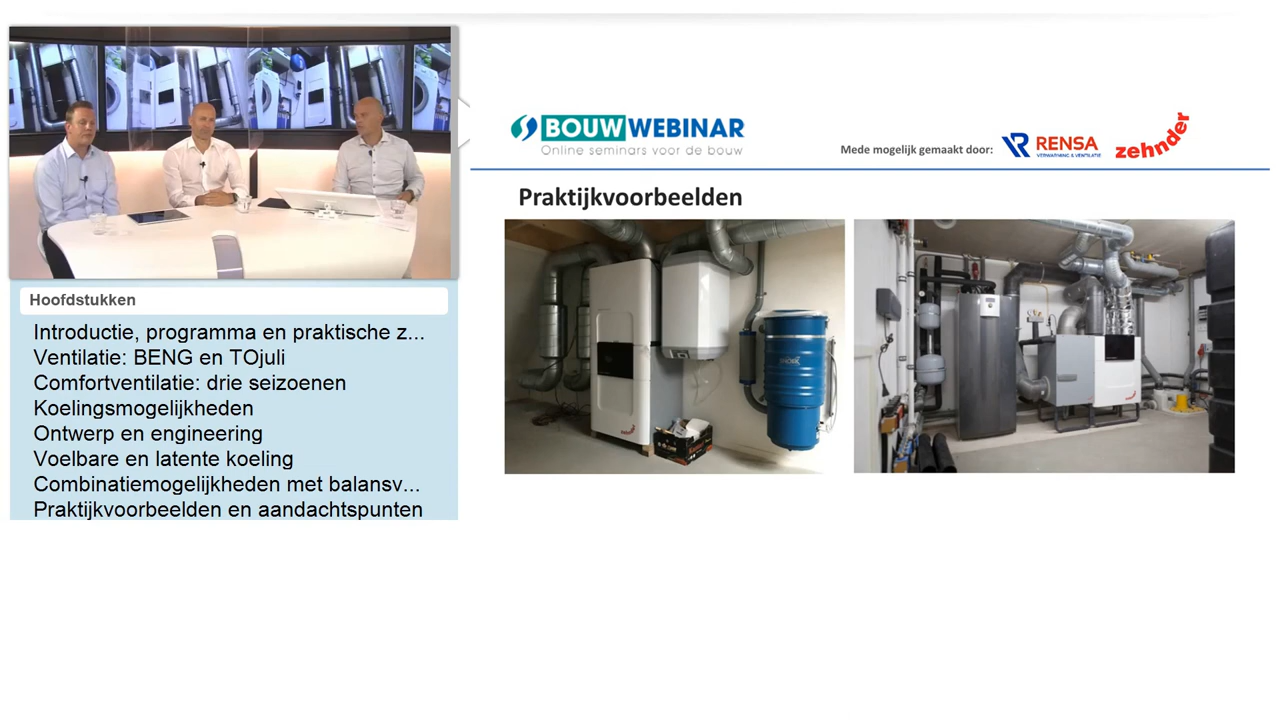 Hoofdstukken
Introductie, programma en praktische z...
Ventilatie: BENG en TOjuli
Comfortventilatie: drie seizoenen
Koelingsmogelijkheden
Ontwerp en engineering
Voelbare en latente koeling
Combinatiemogelijkheden met balansv...
Praktijkvoorbeelden en aandachtspunten
BOUWWEBINAR
Online seminars voor de bouw
Mede mogelijk gemaakt door:
RENSA
VERWARMING & VENTILATIE
zehnder
Praktijkvoorbeelden